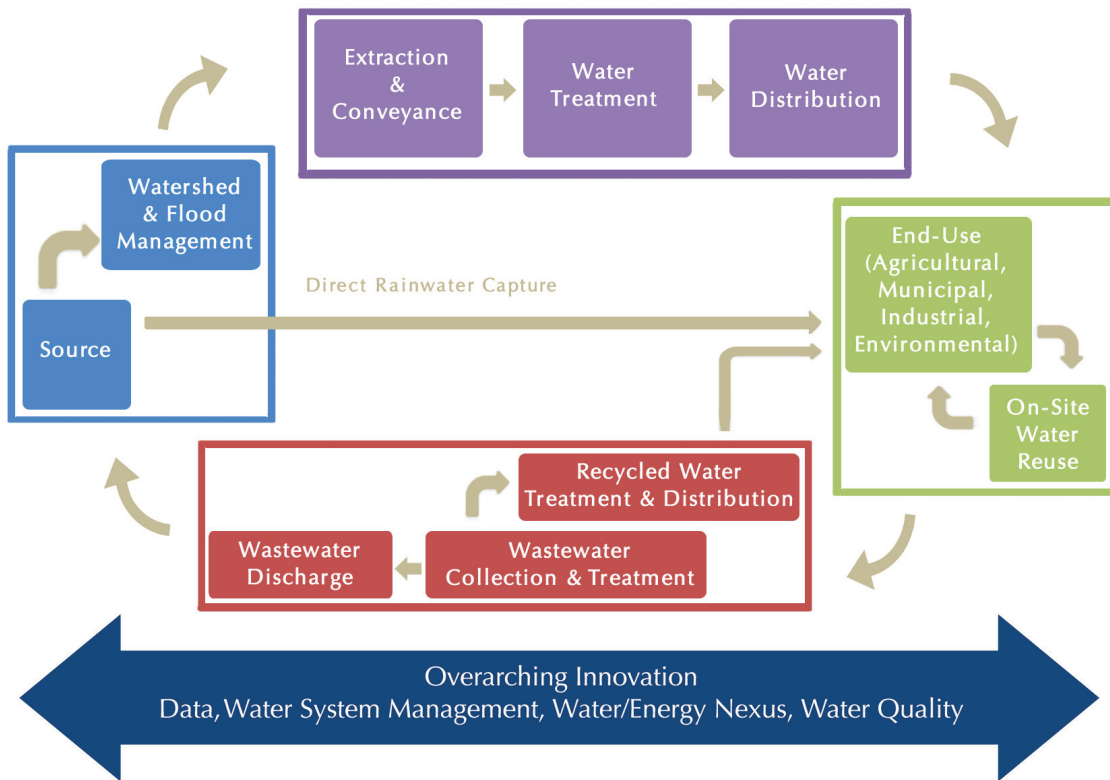 Extraction
&
Conveyance
Water
Treatment
Water
Distribution
Watershed
& Flood
Management
Source
Direct Rainwater Capture
End-Use
(Agricultural,
Municipal,
Industrial,
Environmental)
On-Site
Water
Reuse
Recycled Water
Treatment & Distribution
Wastewater
Discharge
Wastewater
Collection & Treatment
Overarching Innovation
Data, Water System Management, Water/Energy Nexus, Water Quality